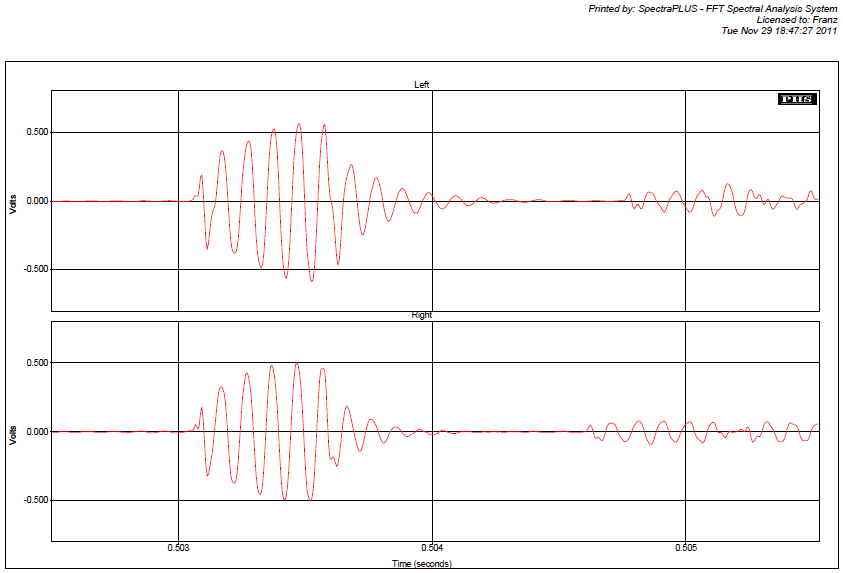 Printed by: SpectraPLUS - FFT Spectral Analysis System
Licensed to: Franz
Tue Nov 29 18:47:27 2011
Left
PHS
0.500
0.000
-0.500
Volts
Right
0.500
0.000
-0.500
Volts
0.503 0.504 0.505
Time (seconds)